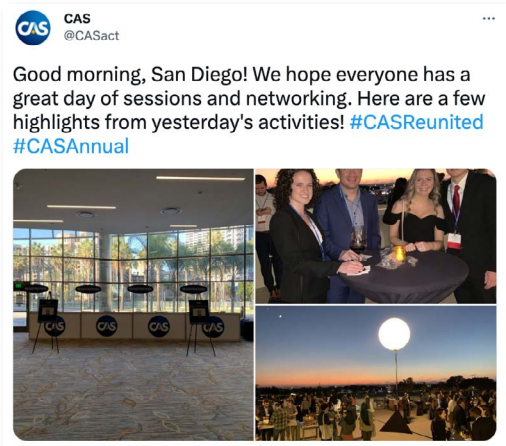 CAS
CAS
@CASact
Good morning, San Diego! We hope everyone has a
great day of sessions and networking. Here are a few
highlights from yesterday's activities! #CASReunited
#CASAnnual
CAS
CAS
CAS
CAS